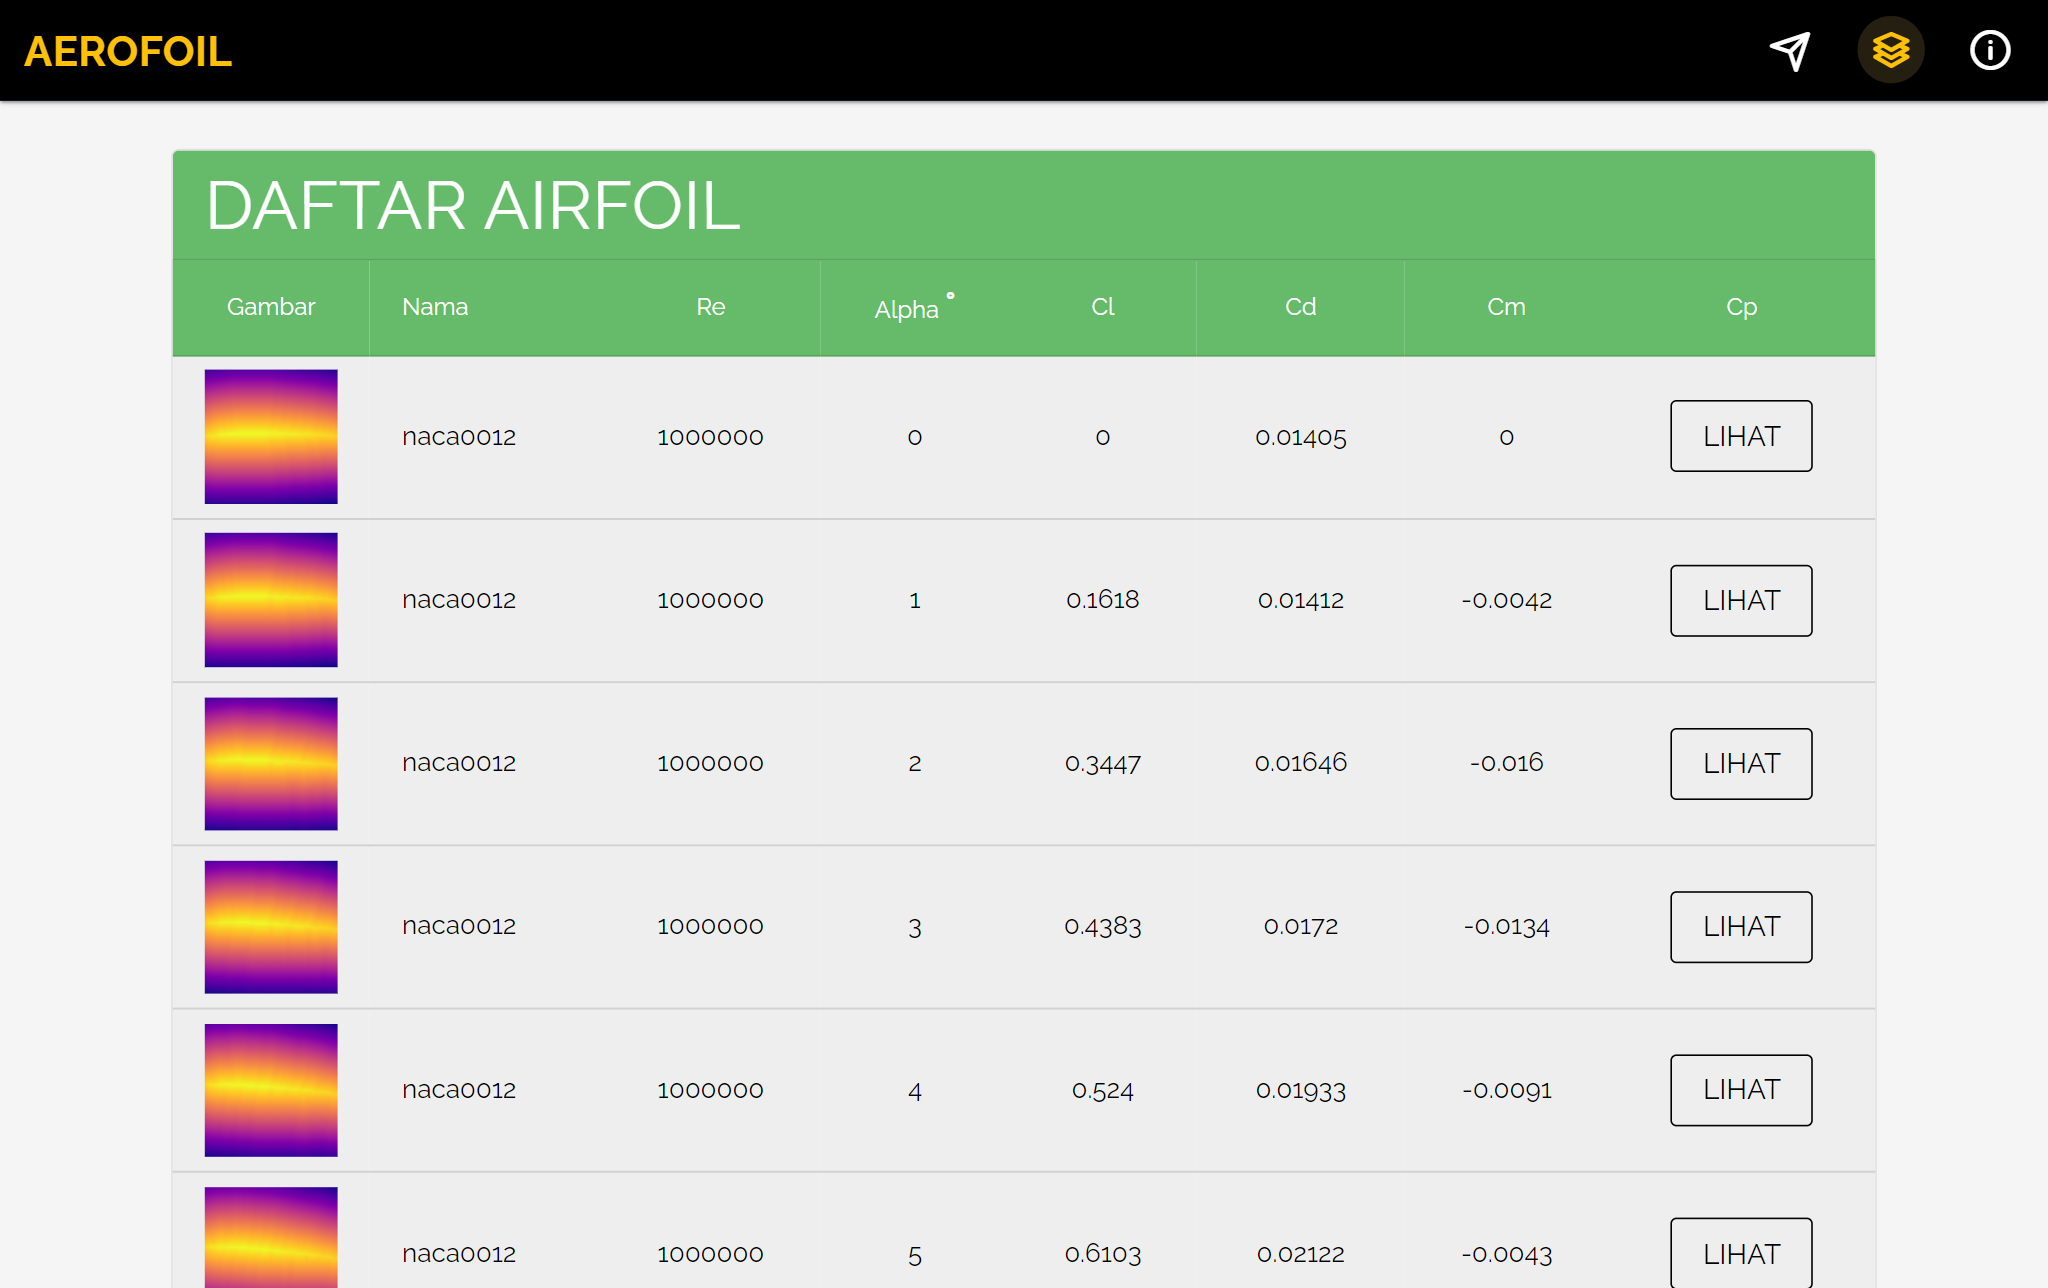 AEROFOIL
DAFTAR AIRFOIL
Gambar Nama Re Alpha ° Cl Cd Cm Cp
naca0012 1000000 0 0 0.01405 0 LIHAT
naca0012 1000000 1 0.1618 0.01412 -0.0042 LIHAT
naca0012 1000000 2 0.3447 0.01646 -0.016 LIHAT
naca0012 1000000 3 0.4383 0.0172 -0.0134 LIHAT
naca0012 1000000 4 0.524 0.01933 -0.0091 LIHAT
naca0012 1000000 5 0.6103 0.02122 -0.0043 LIHAT